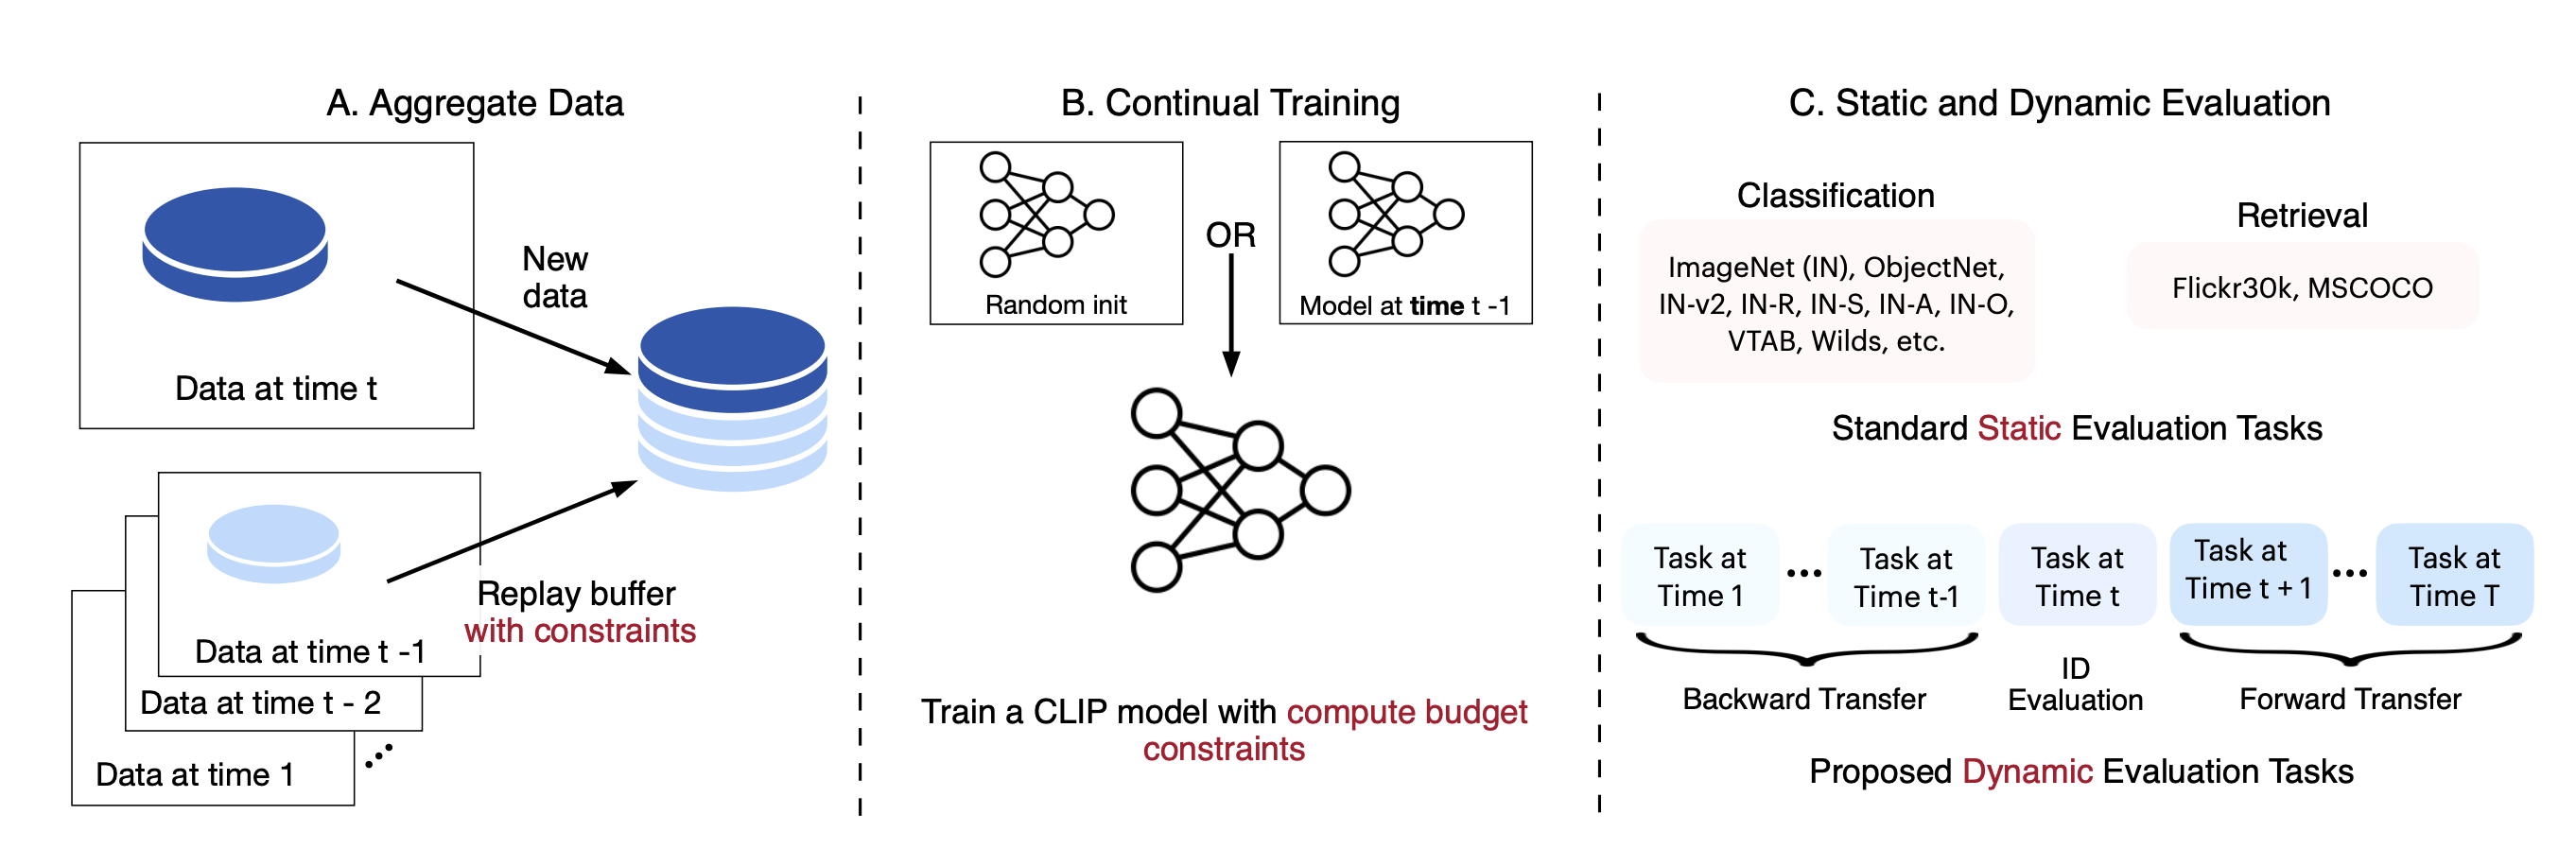 A. Aggregate Data
Data at time t
New
data
Data at time t -1
Data at time t - 2
Data at time 1
Replay buffer
with constraints
B. Continual Training
Random init
OR
Model at time t -1
Train a CLIP model with compute budget
constraints
C. Static and Dynamic Evaluation
Classification
ImageNet (IN), ObjectNet,
IN-v2, IN-R, IN-S, IN-A, IN-O,
VTAB, Wilds, etc.
Retrieval
Flickr30k, MSCOCO
Standard Static Evaluation Tasks
Task at
Time 1
...
Task at
Time t-1
Task at
Time t
Task at
Time t + 1
...
Task at
Time T
Backward Transfer
ID
Evaluation
Forward Transfer
Proposed Dynamic Evaluation Tasks